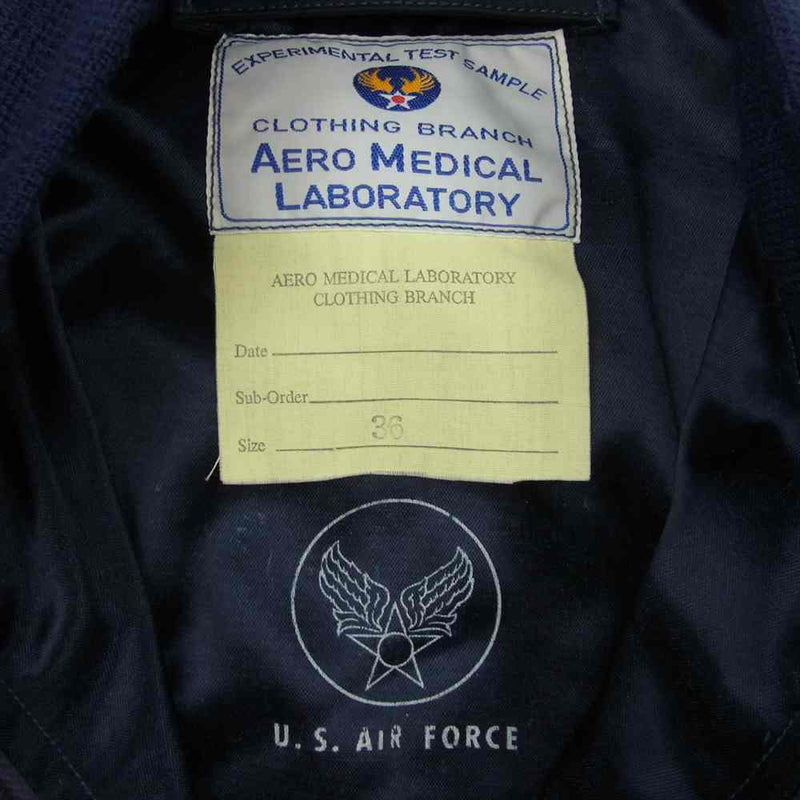 EXPERIMENTAL TEST SAMPLE
CLOTHING BRANCH
AERO MEDICAL
LABORATORY
AERO MEDICAL LABORATORY
CLOTHING BRANCH
Date
Sub-Order
Size 36
U. S. AIR FORCE